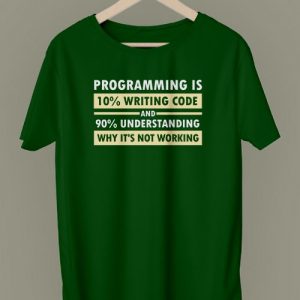 PROGRAMMING IS
10% WRITING CODE
AND
90% UNDERSTANDING
WHY IT'S NOT WORKING